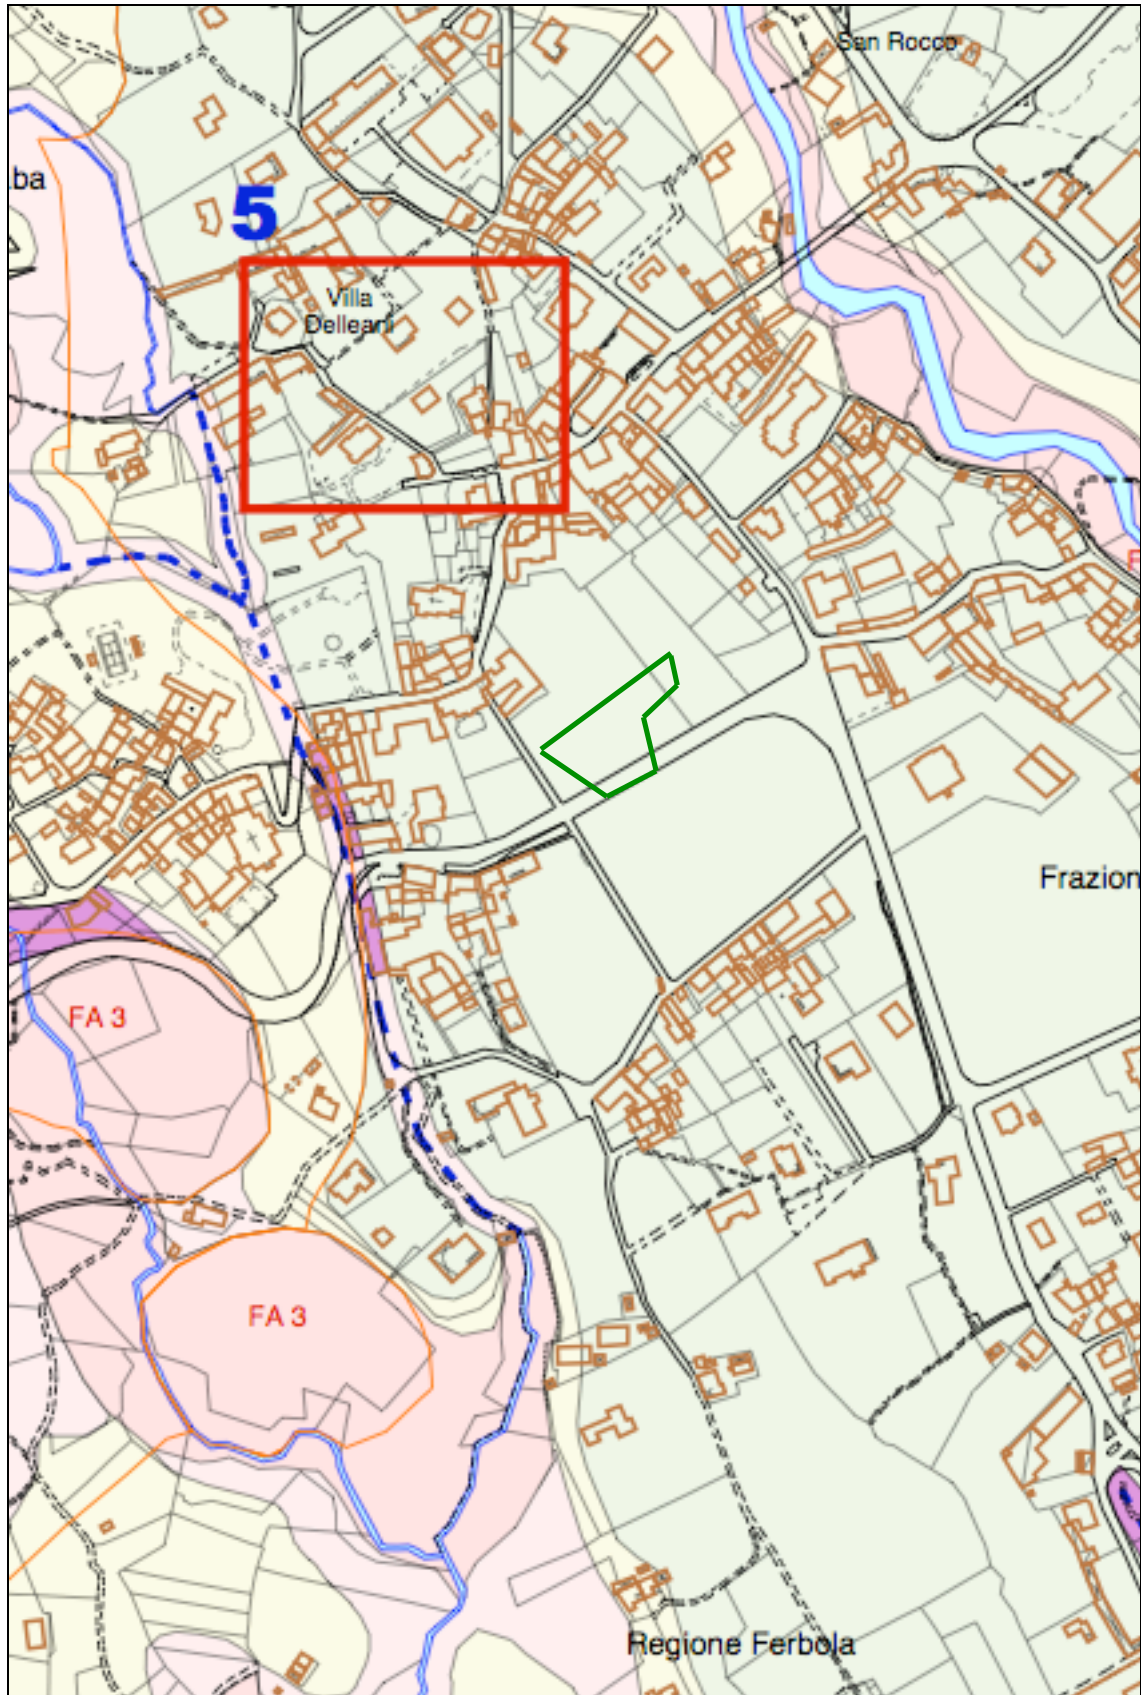 San Rocco
ba
5
Villa
Delleani
F
Frazion
FA 3
FA 3
Regione Ferbola